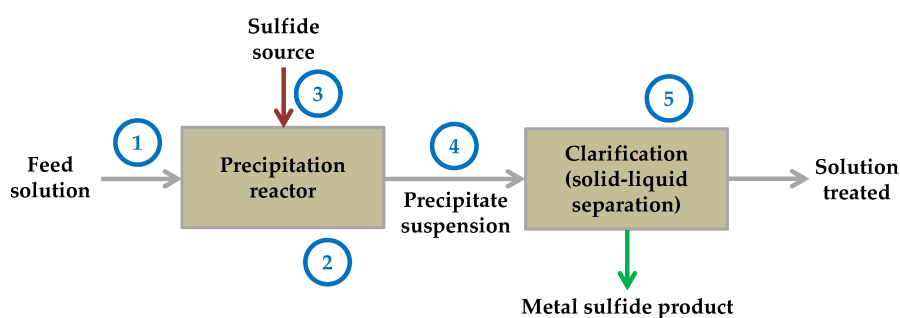 Sulfide
source
3
5
1
4
Feed
solution
Precipitation
reactor
Precipitate
suspension
Clarification
(solid-liquid
separation)
Solution
treated
2
Metal sulfide product